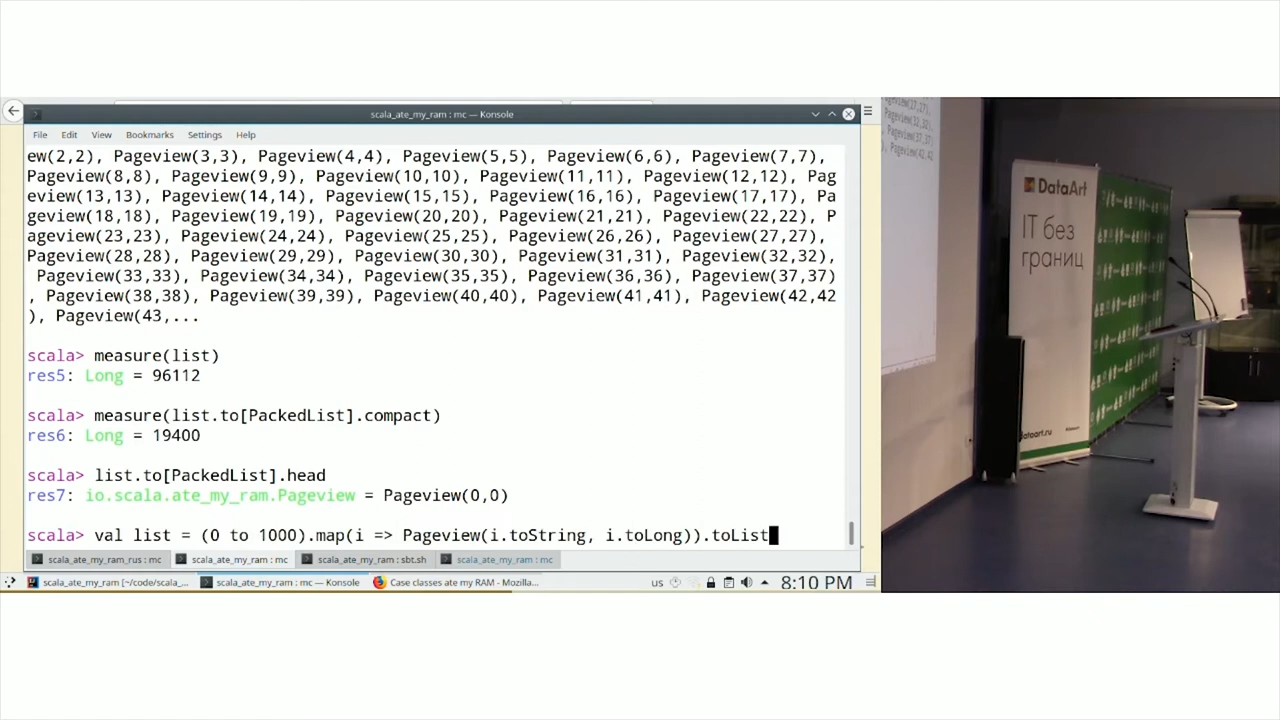 scala_ate_my_ram : mc — Konsole
File Edit View Bookmarks Settings Help
ew(2,2), Pageview(3,3), Pageview(4,4), Pageview(5,5), Pageview(6,6), Pageview(7,7),
Pageview(8,8), Pageview(9,9), Pageview(10,10), Pageview(11,11), Pageview(12,12), Pag
eview(13,13), Pageview(14,14), Pageview(15,15), Pageview(16,16), Pageview(17,17), Pa
geview(18,18), Pageview(19,19), Pageview(20,20), Pageview(21,21), Pageview(22,22), P
ageview(23,23), Pageview(24,24), Pageview(25,25), Pageview(26,26), Pageview(27,27),
Pageview(28,28), Pageview(29,29), Pageview(30,30), Pageview(31,31), Pageview(32,32),
 Pageview(33,33), Pageview(34,34), Pageview(35,35), Pageview(36,36), Pageview(37,37)
, Pageview(38,38), Pageview(39,39), Pageview(40,40), Pageview(41,41), Pageview(42,42
), Pageview(43,...
scala> measure(list)
res5: Long = 96112
scala> measure(list.to[PackedList].compact)
res6: Long = 19400
scala> list.to[PackedList].head
res7: io.scala.ate_my_ram.Pageview = Pageview(0,0)
scala> val list = (0 to 1000).map(i => Pageview(i.toString, i.toLong)).toList
scala_ate_my_ram_rus : mc scala_ate_my_ram : mc scala_ate_my_ram : sbt.sh scala_ate_my_ram : mc
scala_ate_my_ram [~/code/scala_... scala_ate_my_ram : mc — Konsole Case classes ate my RAM - Mozilla... us 8:10 PM
DataArt
IT без
границ